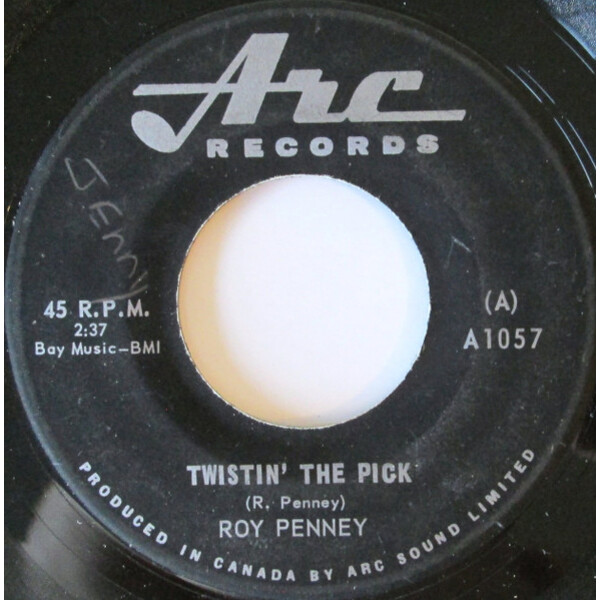 Arc
RECORDS
Jenny
45 R.P.M.
2:37
Bay Music–BMI
(A)
A1057
TWISTIN' THE PICK
(R. Penney)
ROY PENNEY
PRODUCED IN CANADA BY ARC SOUND LIMITED